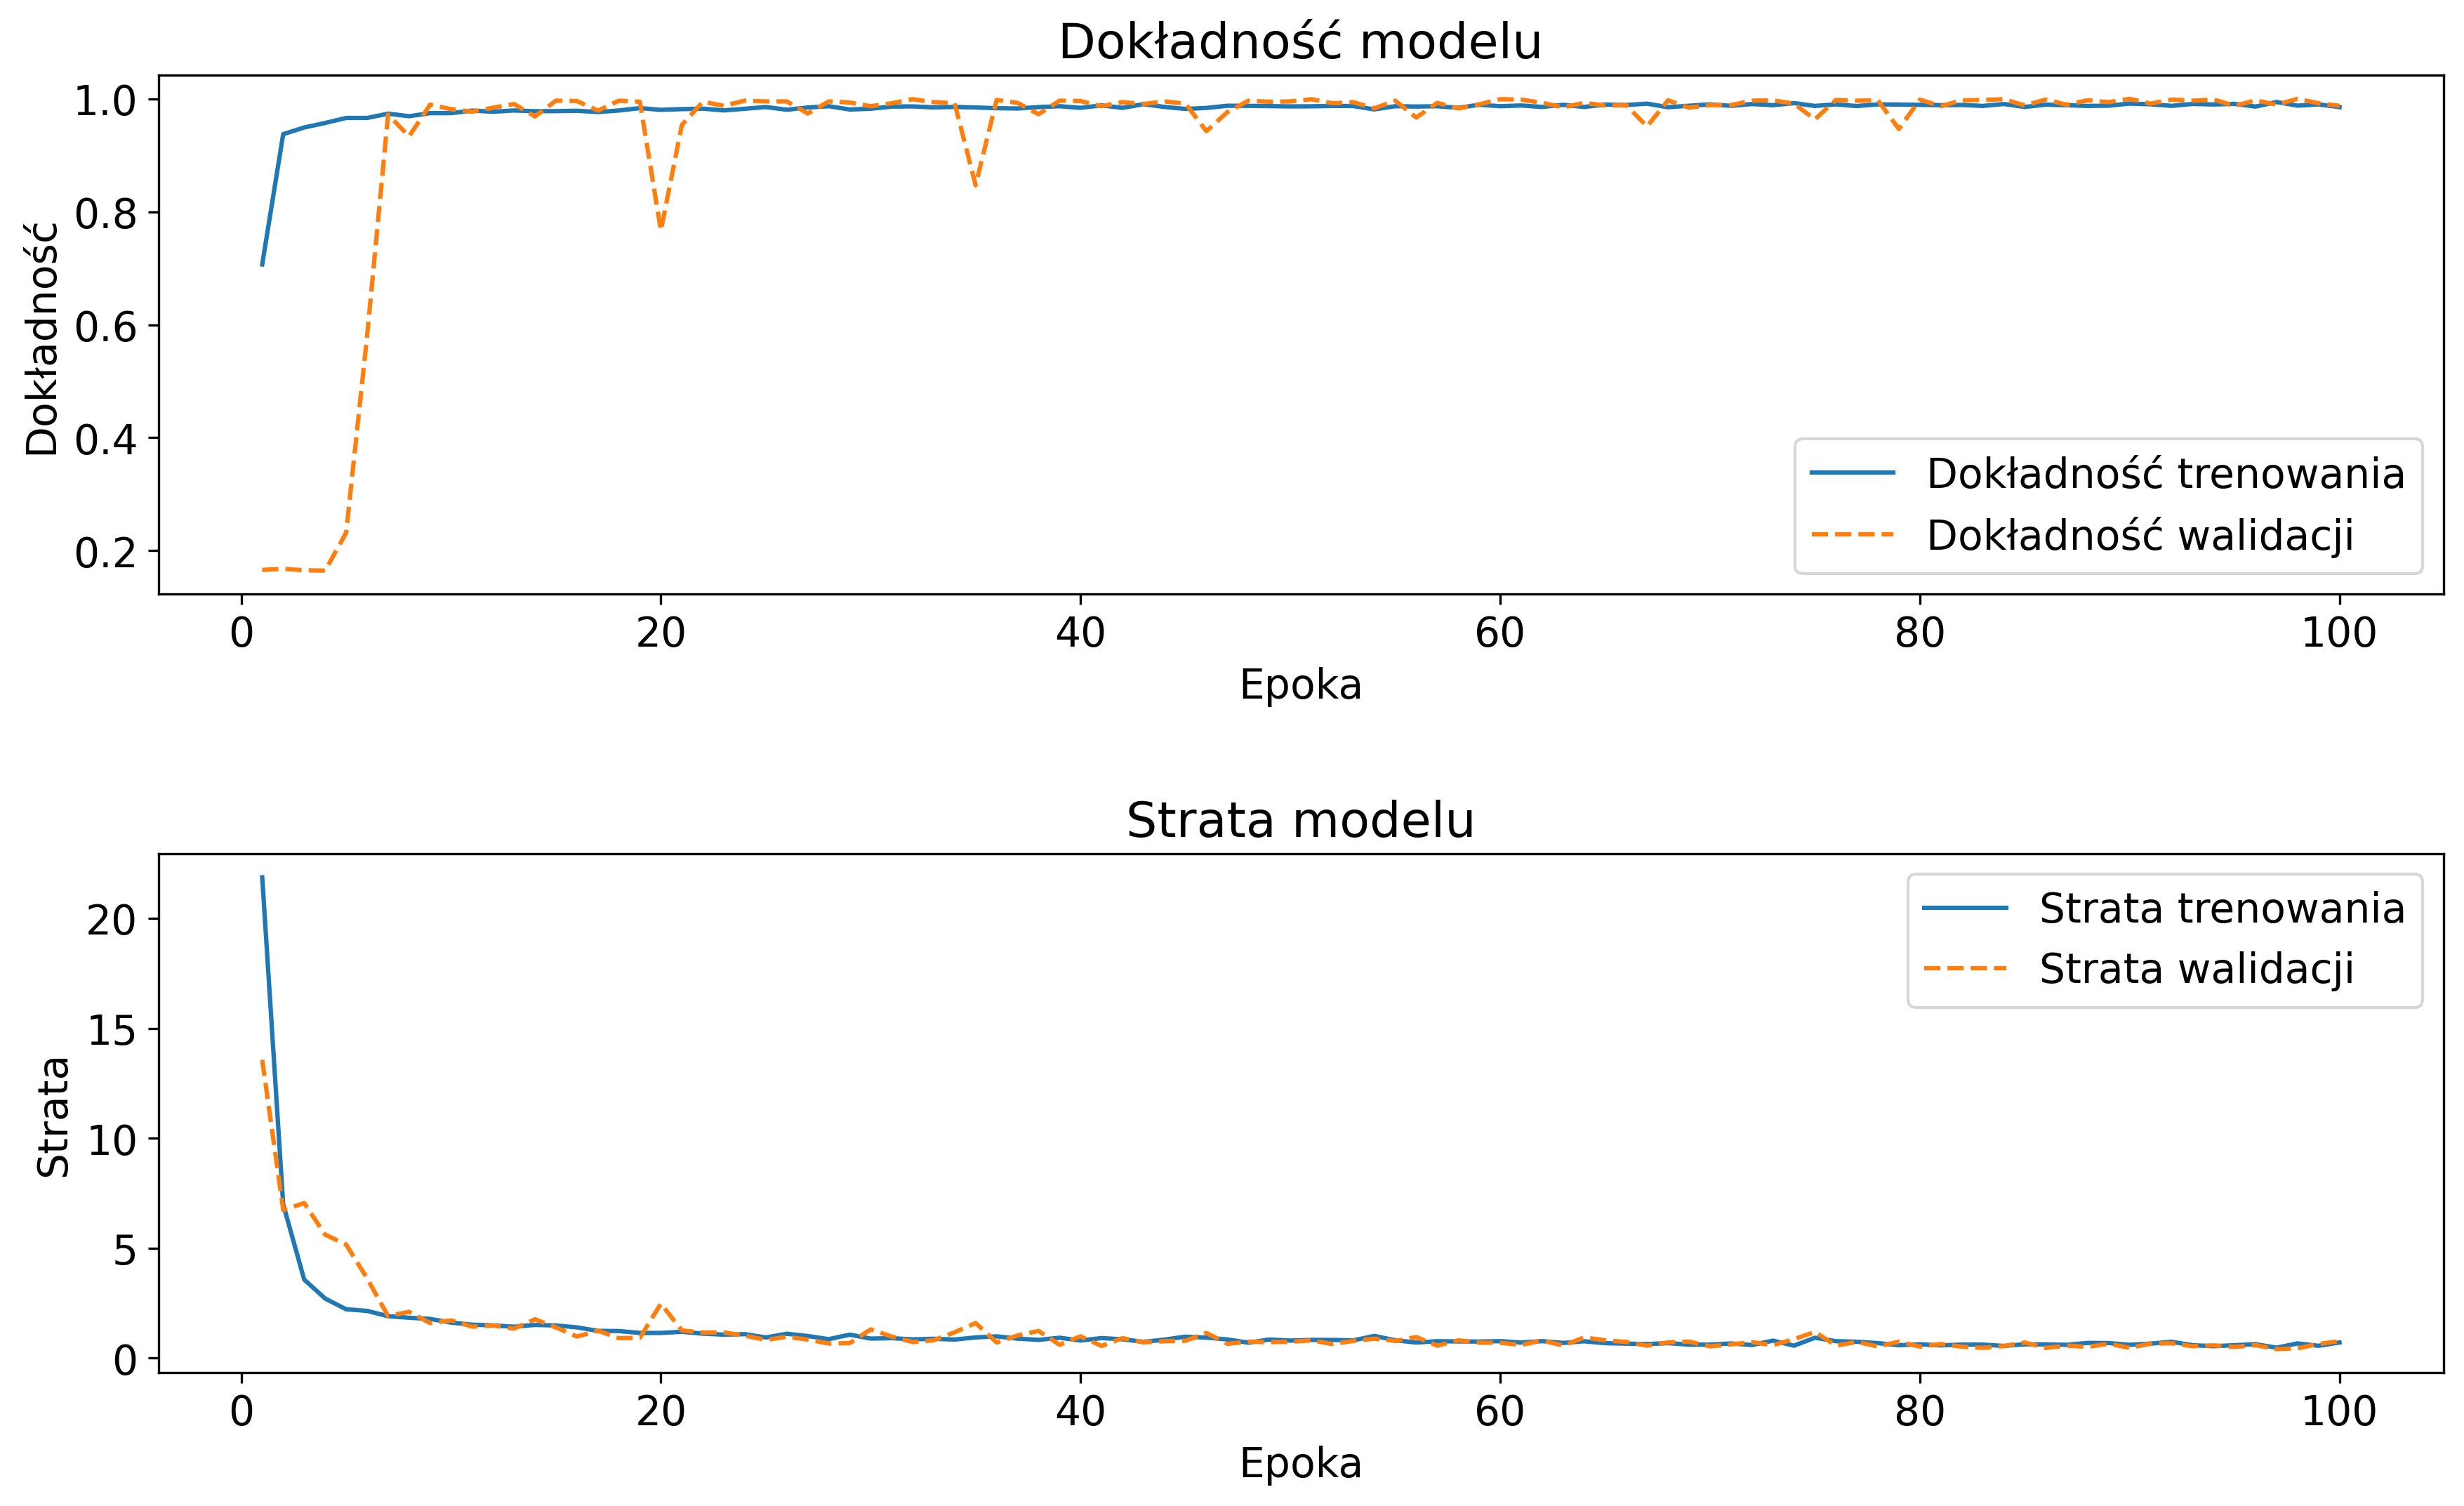 Dokładność modelu
Dokładność
1.0
0.8
0.6
0.4
0.2
Dokładność trenowania
Dokładność walidacji
0 20 40 60 80 100
Epoka
Strata modelu
Strata
20
15
10
5
0
Strata trenowania
Strata walidacji
0 20 40 60 80 100
Epoka